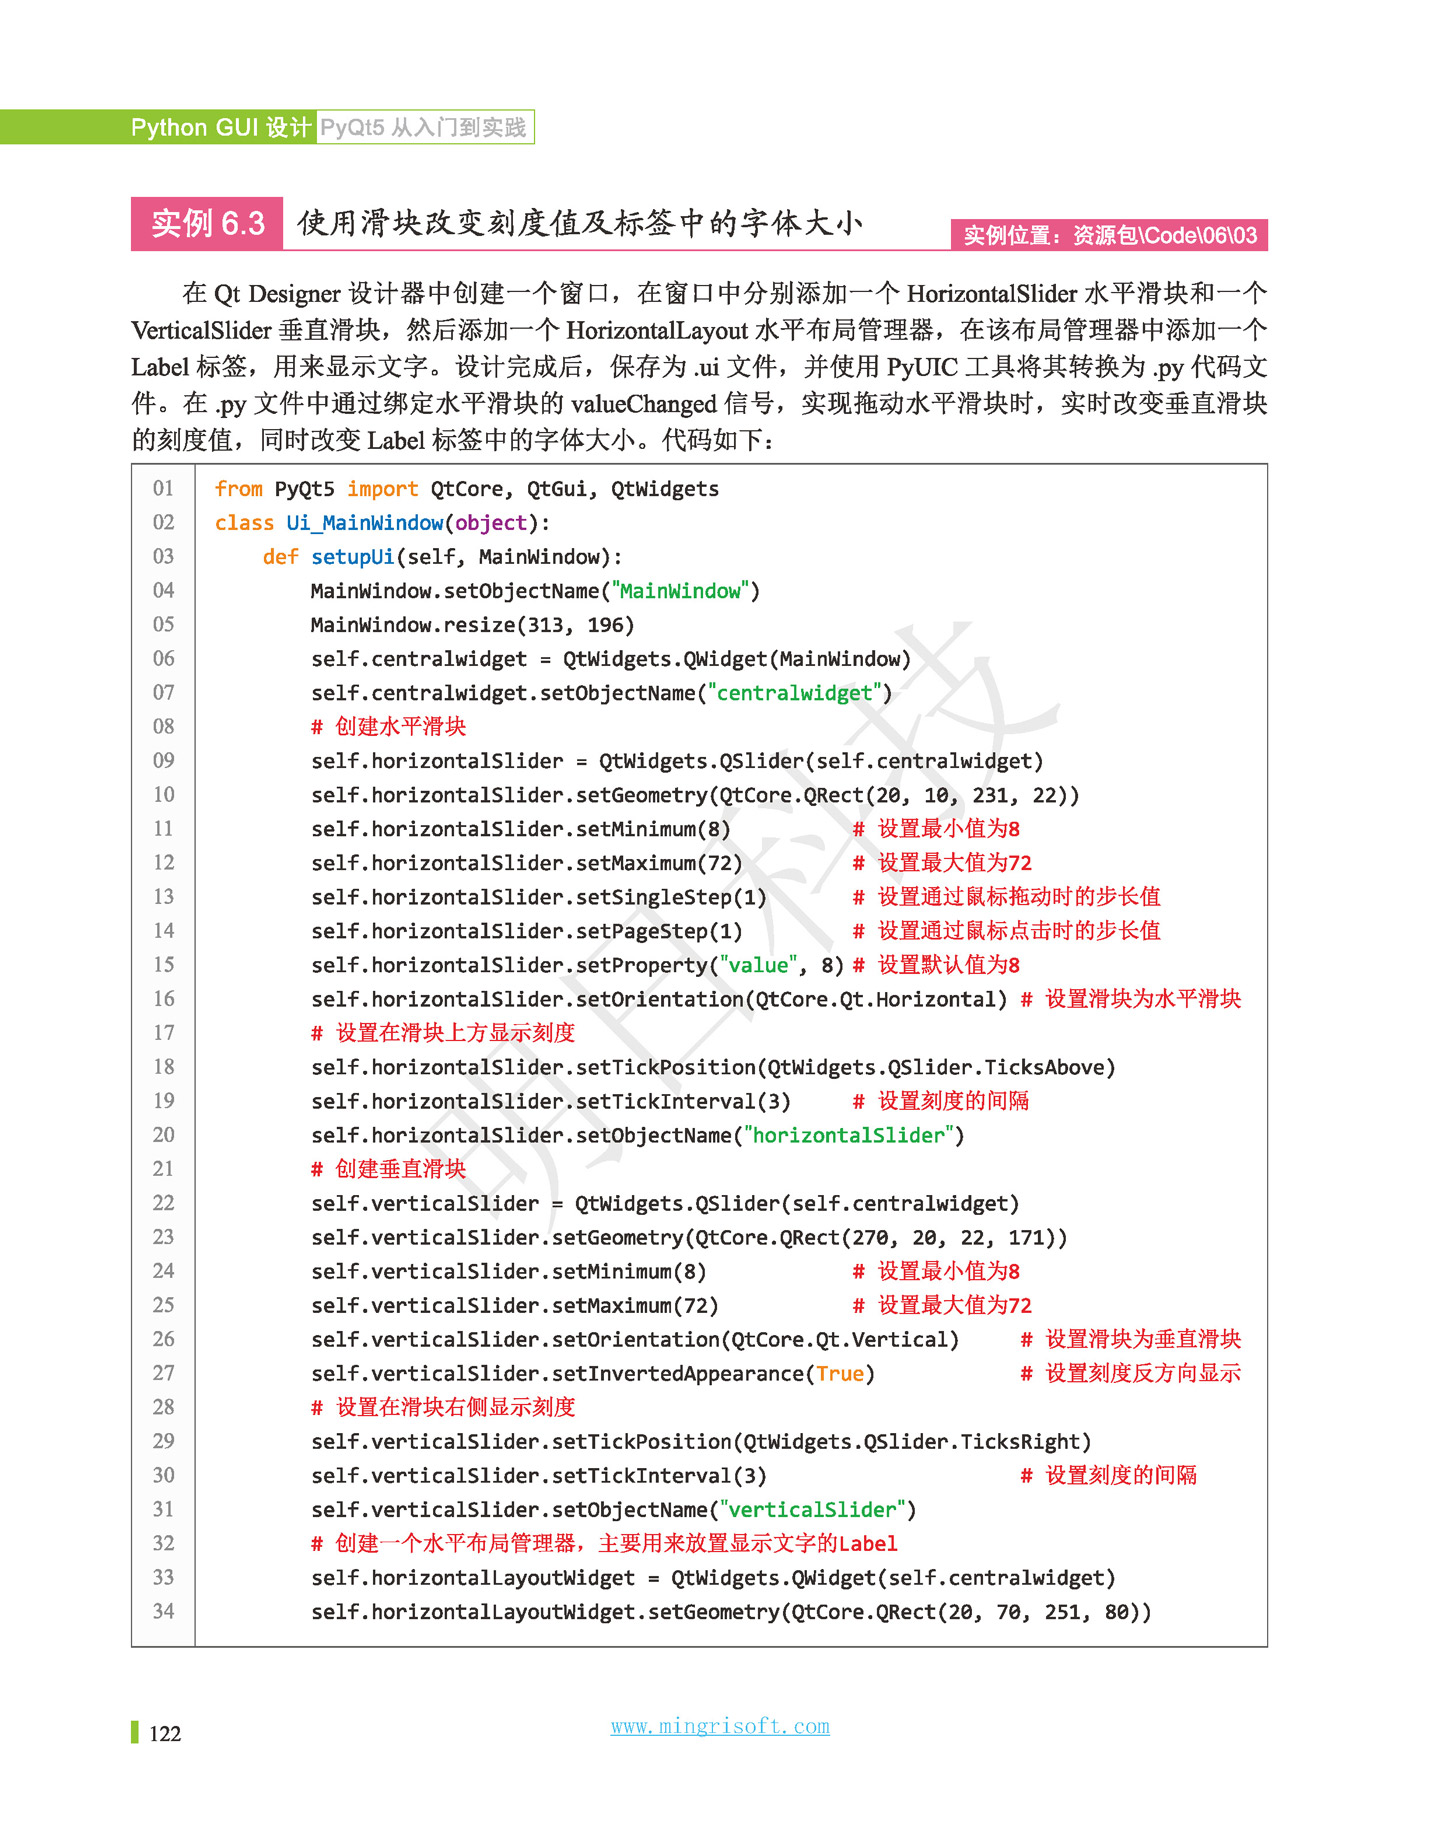 Python GUI 设计 PyQt5 从入门到实践
实例 6.3 使用滑块改变刻度值及标签中的字体大小 实例位置：资源包\Code\06\03
在 Qt Designer 设计器中创建一个窗口，在窗口中分别添加一个 HorizontalSlider 水平滑块和一个
VerticalSlider 垂直滑块，然后添加一个 HorizontalLayout 水平布局管理器，在该布局管理器中添加一个
Label 标签，用来显示文字。设计完成后，保存为 .ui 文件，并使用 PyUIC 工具将其转换为 .py 代码文
件。在 .py 文件中通过绑定水平滑块的 valueChanged 信号，实现拖动水平滑块时，实时改变垂直滑块
的刻度值，同时改变 Label 标签中的字体大小。代码如下：
01 from PyQt5 import QtCore, QtGui, QtWidgets
02 class Ui_MainWindow(object):
03     def setupUi(self, MainWindow):
04         MainWindow.setObjectName("MainWindow")
05         MainWindow.resize(313, 196)
06         self.centralwidget = QtWidgets.QWidget(MainWindow)
07         self.centralwidget.setObjectName("centralwidget")
08         # 创建水平滑块
09         self.horizontalSlider = QtWidgets.QSlider(self.centralwidget)
10         self.horizontalSlider.setGeometry(QtCore.QRect(20, 10, 231, 22))
11         self.horizontalSlider.setMinimum(8) # 设置最小值为8
12         self.horizontalSlider.setMaximum(72) # 设置最大值为72
13         self.horizontalSlider.setSingleStep(1) # 设置通过鼠标拖动时的步长值
14         self.horizontalSlider.setPageStep(1) # 设置通过鼠标点击时的步长值
15         self.horizontalSlider.setProperty("value", 8) # 设置默认值为8
16         self.horizontalSlider.setOrientation(QtCore.Qt.Horizontal) # 设置滑块为水平滑块
17         # 设置在滑块上方显示刻度
18         self.horizontalSlider.setTickPosition(QtWidgets.QSlider.TicksAbove)
19         self.horizontalSlider.setTickInterval(3) # 设置刻度的间隔
20         self.horizontalSlider.setObjectName("horizontalSlider")
21         # 创建垂直滑块
22         self.verticalSlider = QtWidgets.QSlider(self.centralwidget)
23         self.verticalSlider.setGeometry(QtCore.QRect(270, 20, 22, 171))
24         self.verticalSlider.setMinimum(8) # 设置最小值为8
25         self.verticalSlider.setMaximum(72) # 设置最大值为72
26         self.verticalSlider.setOrientation(QtCore.Qt.Vertical) # 设置滑块为垂直滑块
27         self.verticalSlider.setInvertedAppearance(True) # 设置刻度反方向显示
28         # 设置在滑块右侧显示刻度
29         self.verticalSlider.setTickPosition(QtWidgets.QSlider.TicksRight)
30         self.verticalSlider.setTickInterval(3) # 设置刻度的间隔
31         self.verticalSlider.setObjectName("verticalSlider")
32         # 创建一个水平布局管理器，主要用来放置显示文字的Label
33         self.horizontalLayoutWidget = QtWidgets.QWidget(self.centralwidget)
34         self.horizontalLayoutWidget.setGeometry(QtCore.QRect(20, 70, 251, 80))
明日科技
122 www.mingrisoft.com